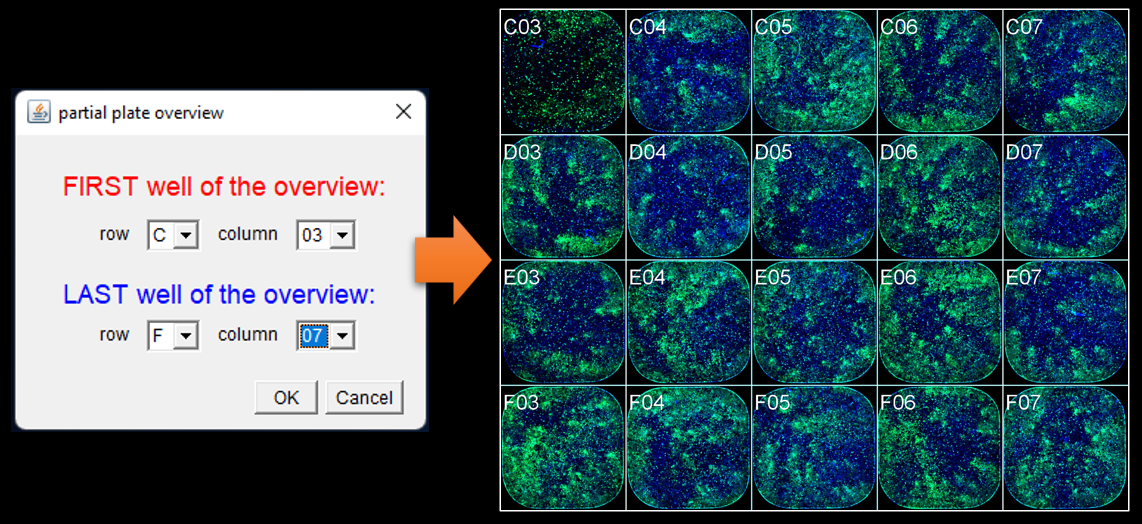 partial plate overview
FIRST well of the overview:
row C column 03
LAST well of the overview:
row F column 07
OK Cancel
C03 C04 C05 C06 C07
D03 D04 D05 D06 D07
E03 E04 E05 E06 E07
F03 F04 F05 F06 F07